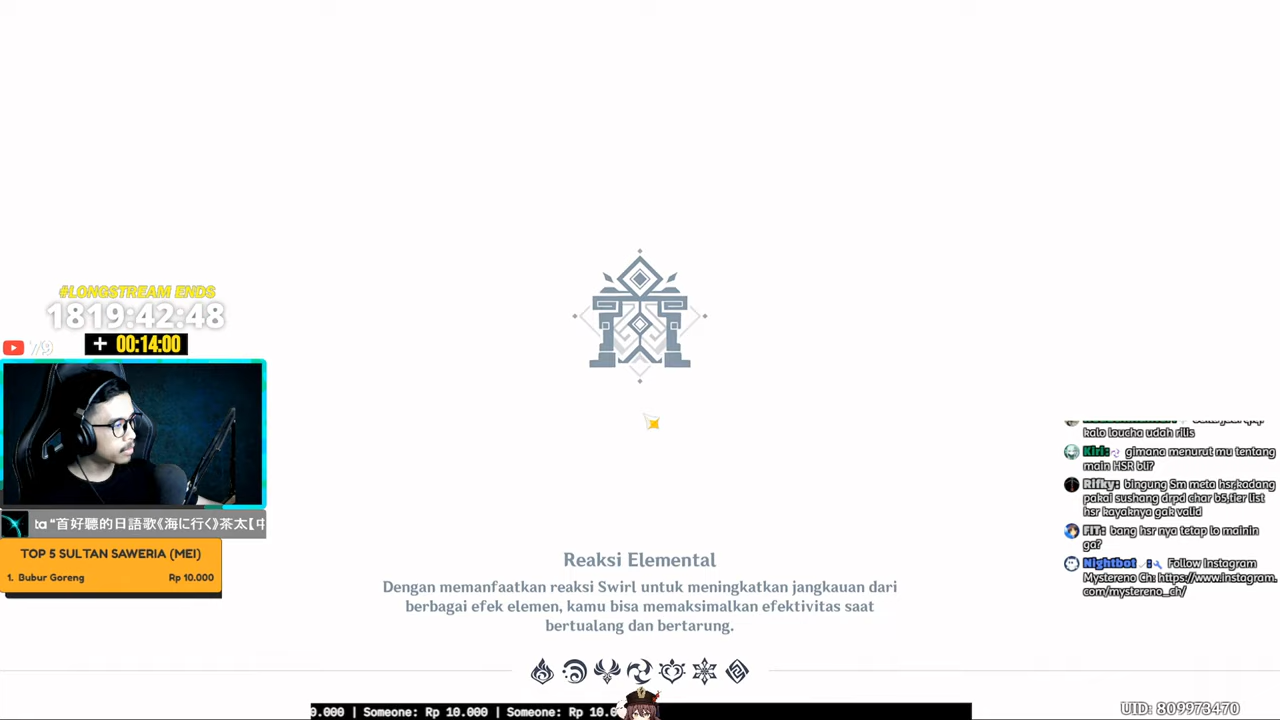 #LONGSTREAM ENDS
1819:42:48
+ 00:14:00
7/9
ta “首好聽的日語歌《海に行く》茶太【中
TOP 5 SULTAN SAWERIA (MEI)
1. Bubur Goreng Rp 10.000
Reaksi Elemental
Dengan memanfaatkan reaksi Swirl untuk meningkatkan jangkauan dari
berbagai efek elemen, kamu bisa memaksimalkan efektivitas saat
bertualang dan bertarung.
kalo loucha udah rilis
Kiri: gimana menurut mu tentang
main HSR bli?
Rifky: bingung Sm meta hsr,kadang
pakai sushang drpd char b5,tier list
hsr kayaknya gak valid
FIT: bang hsr nya tetap lo mainin
ga?
Nightbot: Follow Instagram
Mystereno Ch: https://www.instagram.
com/mystereno_ch/
0.000 | Someone: Rp 10.000 | Someone: Rp 10.0
UID: 809973470